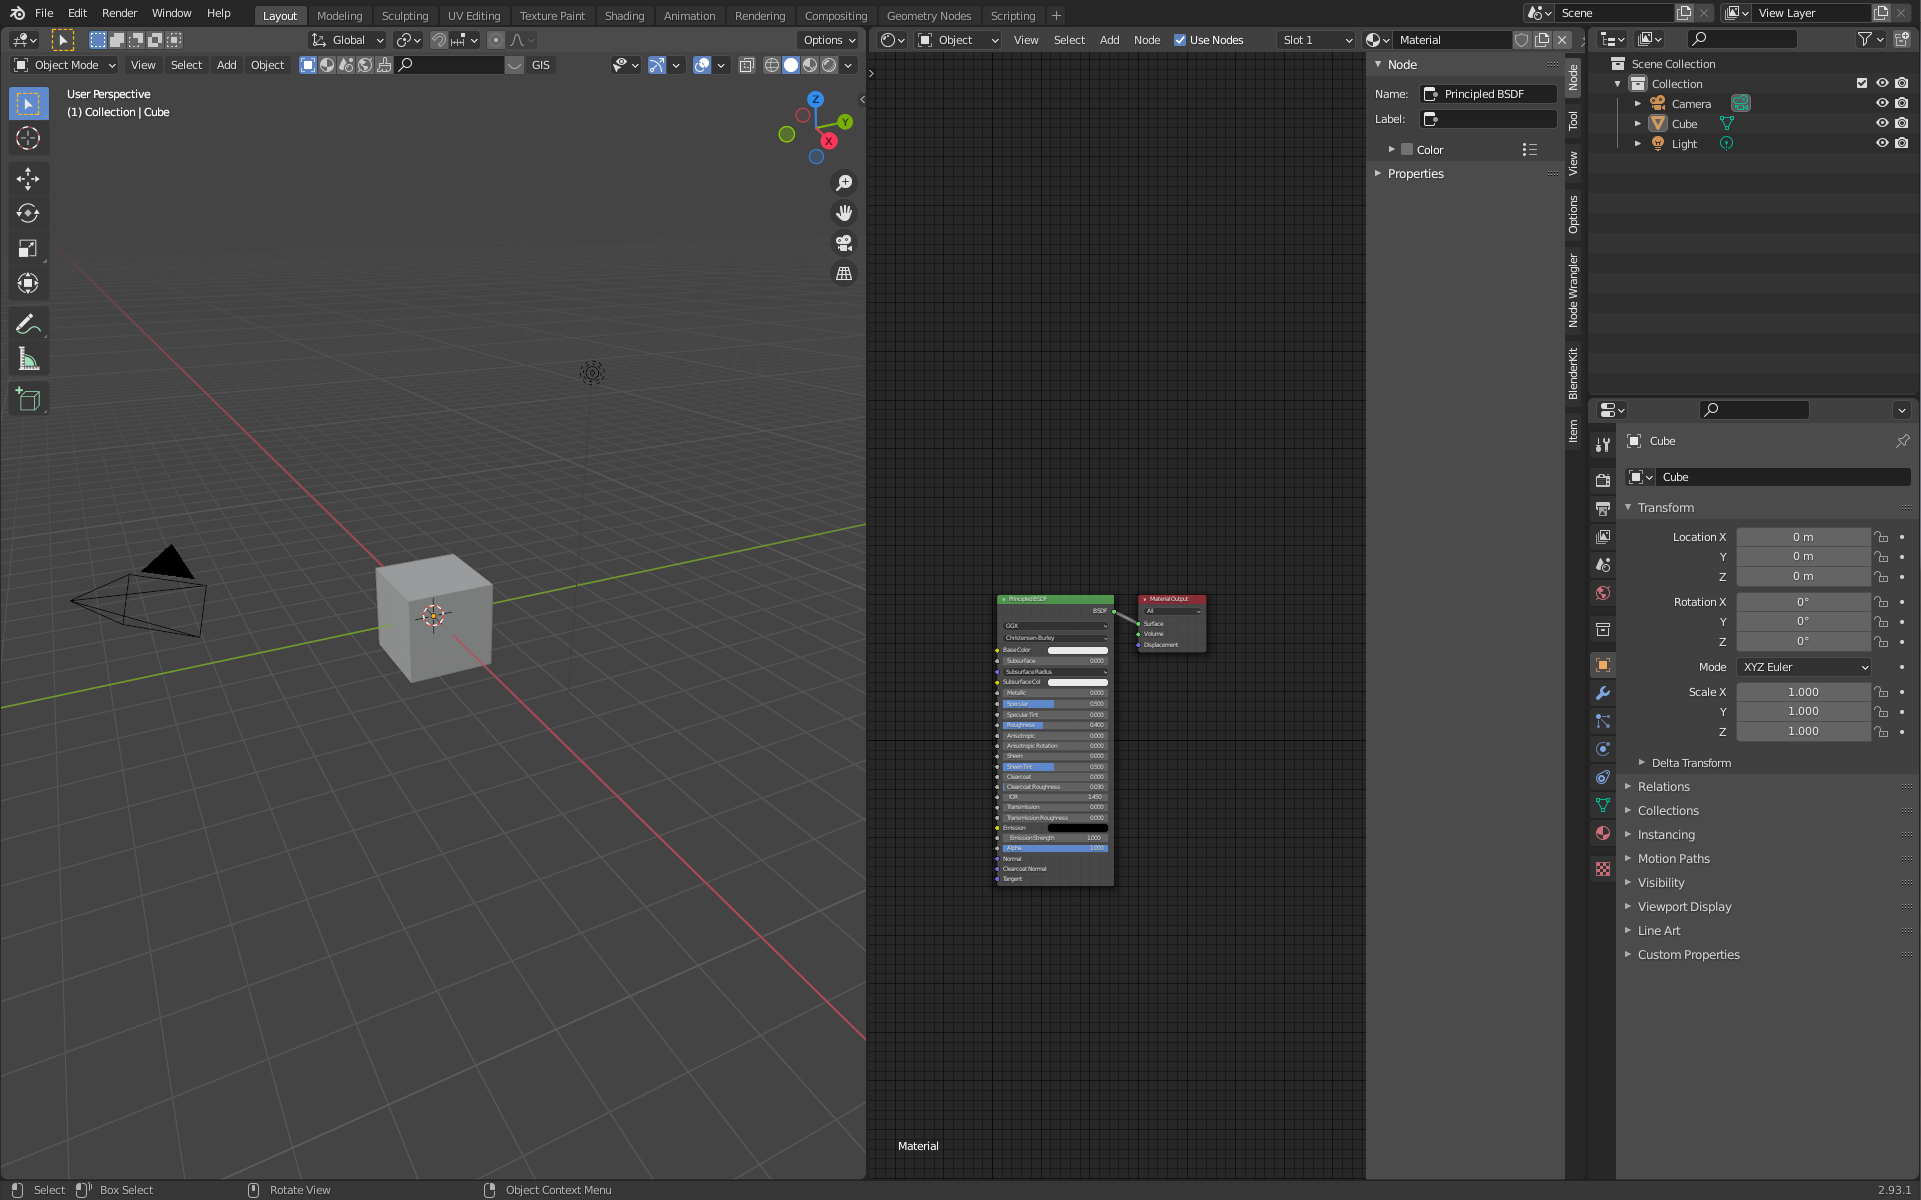 File Edit Render Window Help Layout Modeling Sculpting UV Editing Texture Paint Shading Animation Rendering Compositing Geometry Nodes Scripting + Scene View Layer
Global Options Object View Select Add Node Use Nodes Slot 1 Material
Object Mode View Select Add Object GIS
User Perspective
(1) Collection | Cube
Z
Y
X
Principled BSDF
BSDF
GGX
Christensen-Burley
Base Color
Subsurface 0.000
Subsurface Radius
Subsurface Col
Metallic 0.000
Specular 0.500
Specular Tint 0.000
Roughness 0.400
Anisotropic 0.000
Anisotropic Rotation 0.000
Sheen 0.000
Sheen Tint 0.500
Clearcoat 0.000
Clearcoat Roughness 0.030
IOR 1.450
Transmission 0.000
Transmission Roughness 0.000
Emission
Emission Strength 1.000
Alpha 1.000
Normal
Clearcoat Normal
Tangent
Material Output
All
Surface
Volume
Displacement
Material
Node
Name: Principled BSDF
Label:
Color
Properties
Node
Tool
View
Options
Node Wrangler
BlenderKit
Item
Scene Collection
Collection
Camera
Cube
Light
Cube
Cube
Transform
Location X 0 m
Y 0 m
Z 0 m
Rotation X 0°
Y 0°
Z 0°
Mode XYZ Euler
Scale X 1.000
Y 1.000
Z 1.000
Delta Transform
Relations
Collections
Instancing
Motion Paths
Visibility
Viewport Display
Line Art
Custom Properties
Select Box Select Rotate View Object Context Menu 2.93.1